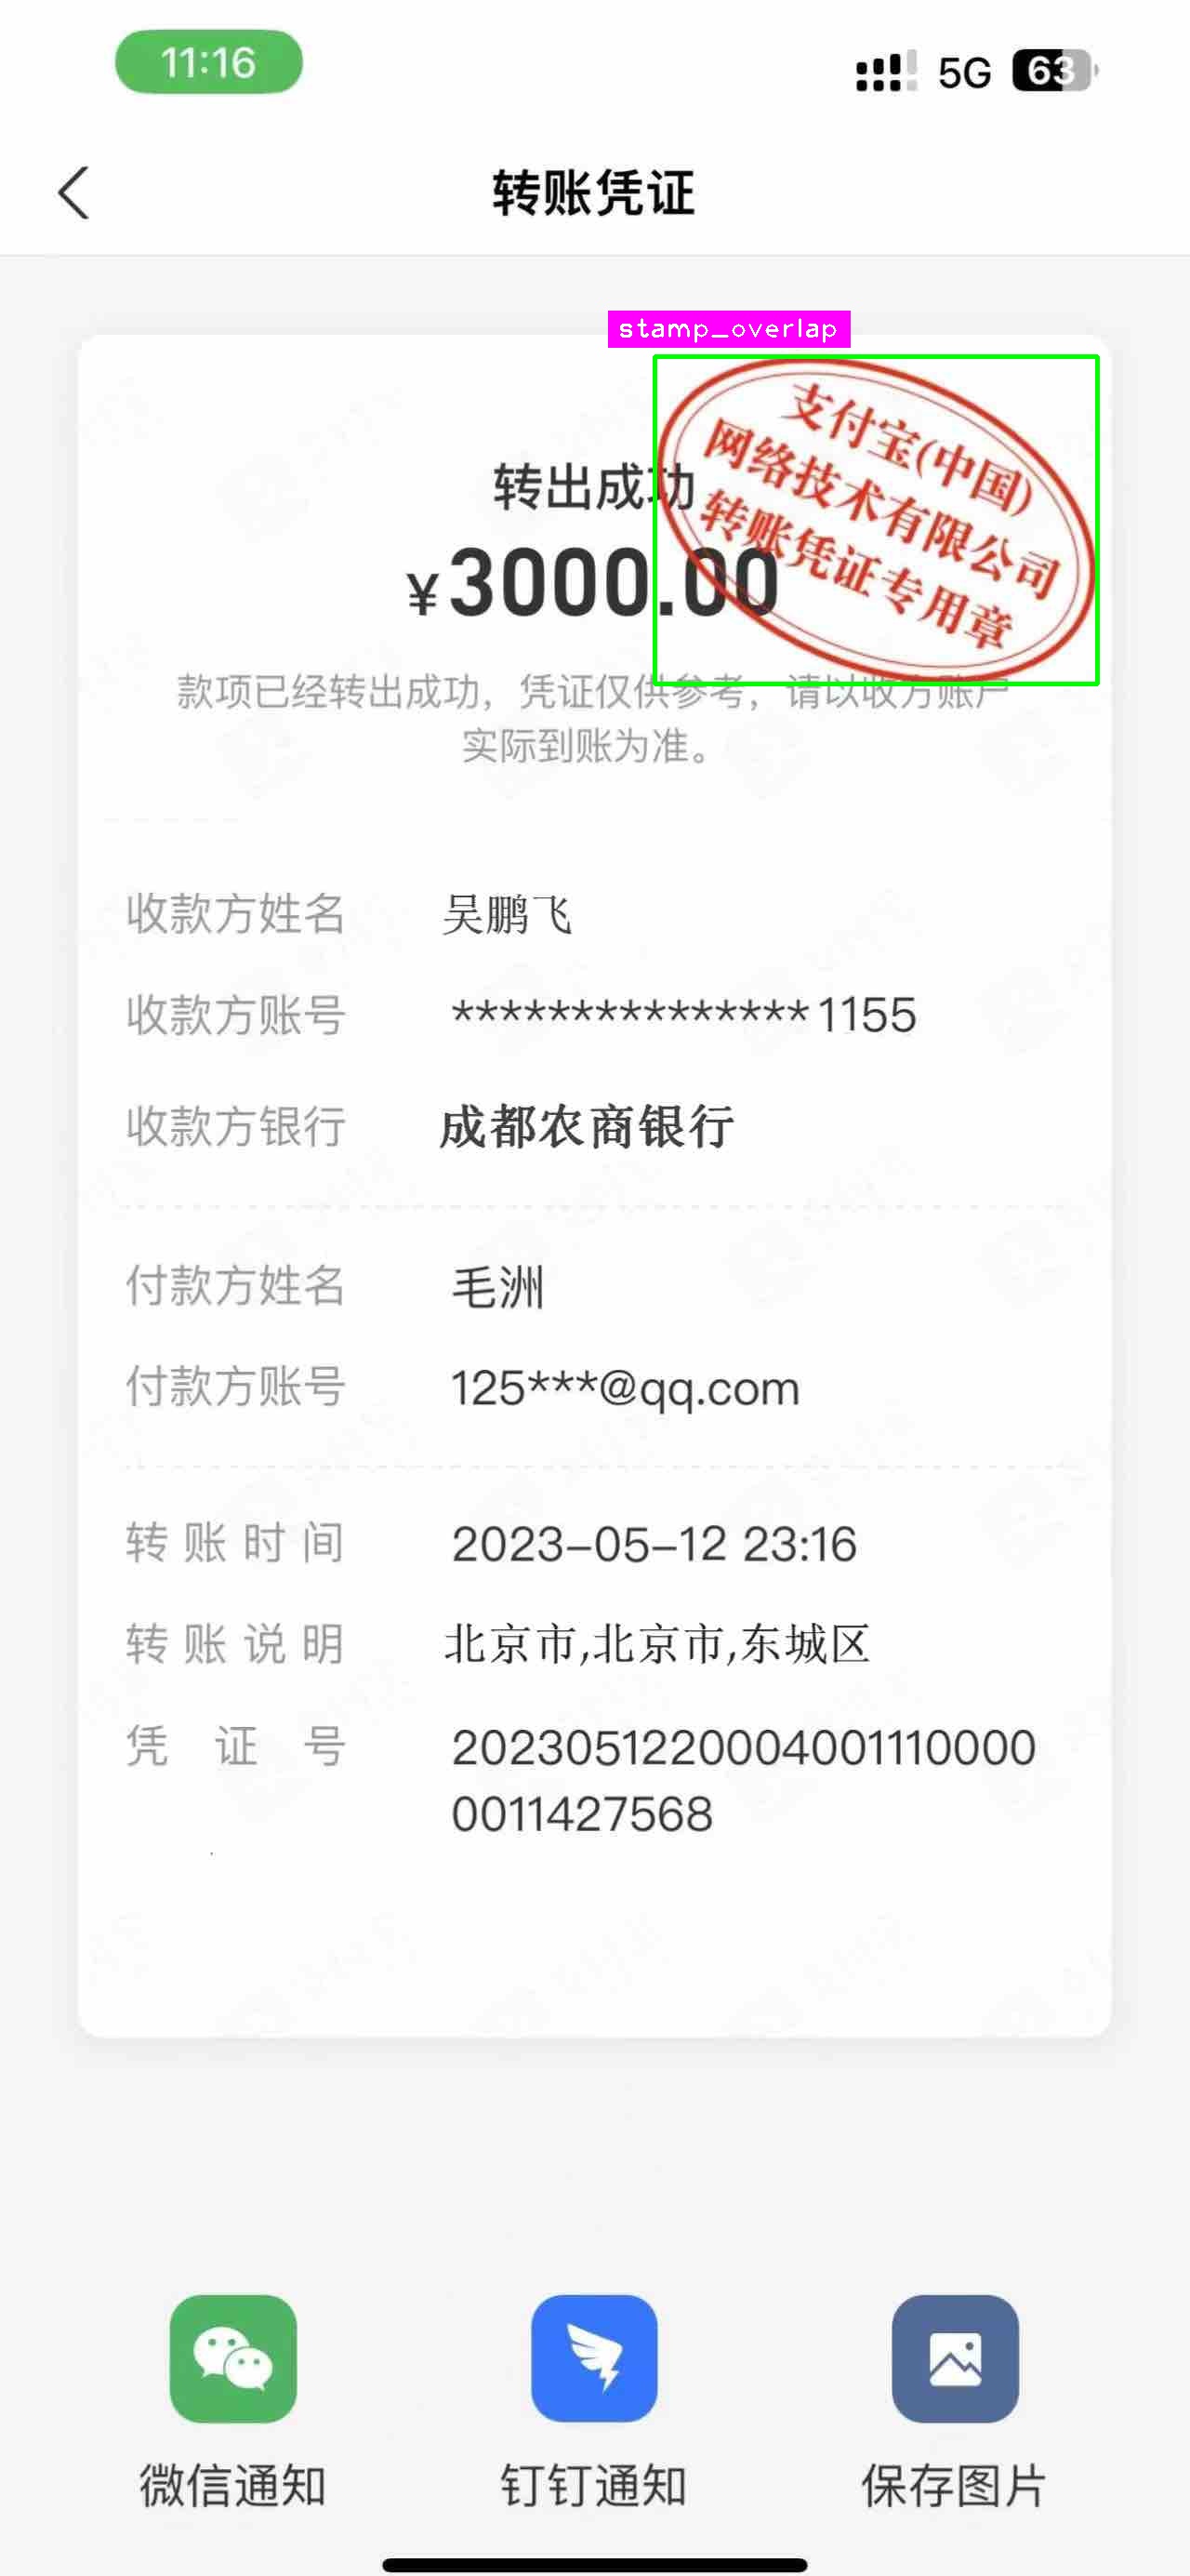 11:16
5G 63
转账凭证
stamp_overlap
支付宝(中国)
网络技术有限公司
转账凭证专用章
转出成功
¥3000.00
款项已经转出成功，凭证仅供参考，请以收方账户
实际到账为准。
收款方姓名 吴鹏飞
收款方账号 ***************1155
收款方银行 成都农商银行
付款方姓名 毛洲
付款方账号 125***@qq.com
转账时间 2023-05-12 23:16
转账说明 北京市,北京市,东城区
凭证号 20230512200040011100000
0011427568
微信通知 钉钉通知 保存图片